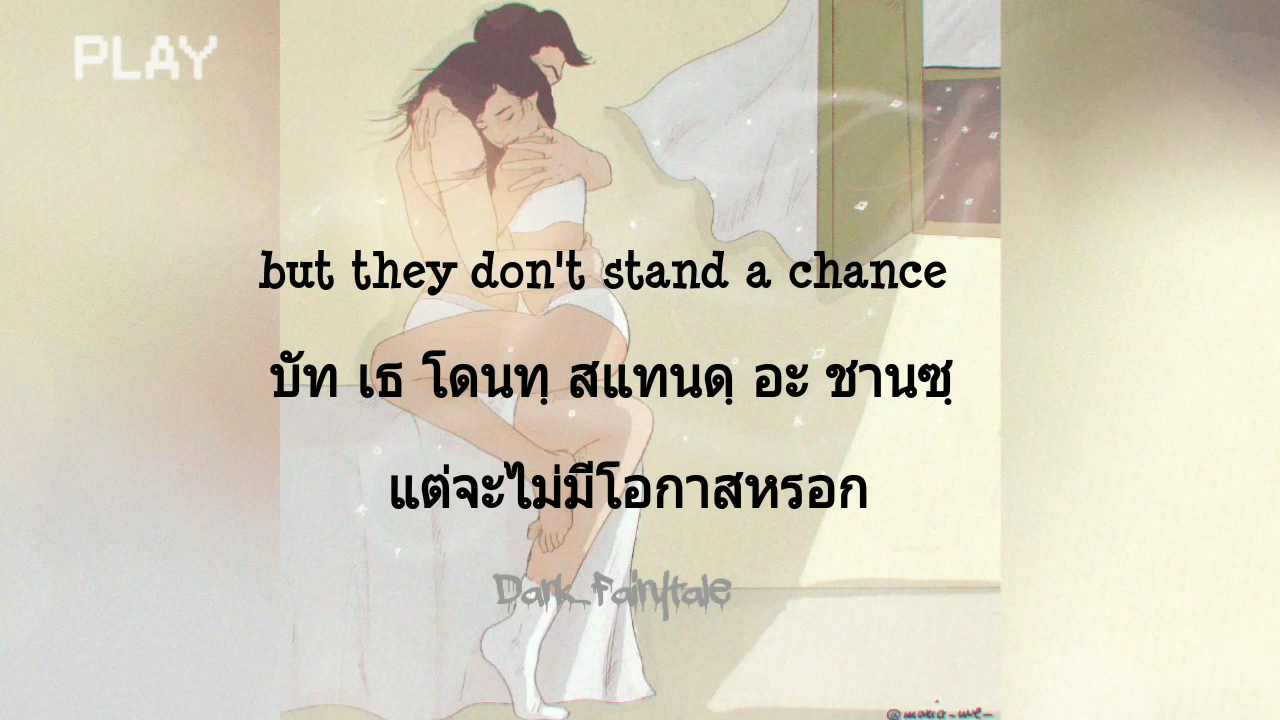 PLAY
but they don't stand a chance
บัท เธ โดนทฺ สแทนดฺ อะ ชานซฺ
แต่จะไม่มีโอกาสหรอก
Dark_Fairytale